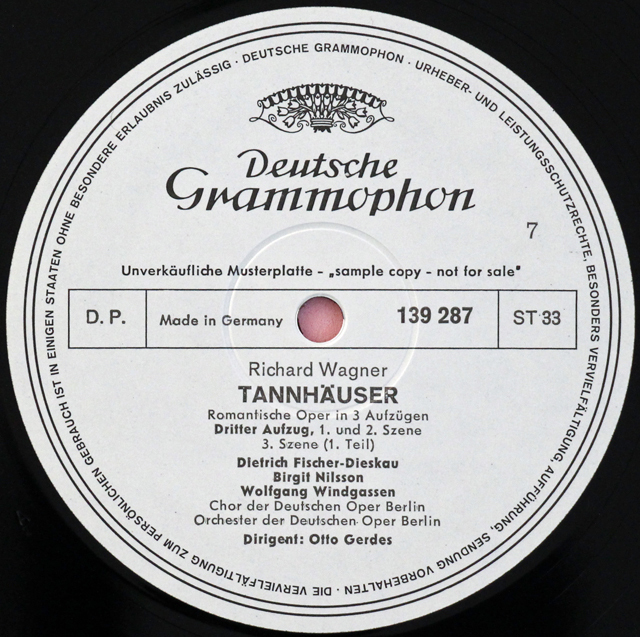 DEUTSCHE GRAMMOPHON · URHEBER- UND LEISTUNGSSCHUTZRECHTE, BESONDERS VERVIELFÄLTIGUNG, AUFFÜHRUNG, SENDUNG VORBEHALTEN · DIE VERVIELFÄLTIGUNG ZUM PERSÖNLICHEN GEBRAUCH IST IN EINIGEN STAATEN OHNE BESONDERE ERLAUBNIS ZULÄSSIG ·
Deutsche
Grammophon
7
Unverkäufliche Musterplatte - „sample copy - not for sale"
D. P. Made in Germany 139 287 ST 33
Richard Wagner
TANNHÄUSER
Romantische Oper in 3 Aufzügen
Dritter Aufzug, 1. und 2. Szene
3. Szene (1. Teil)
Dietrich Fischer-Dieskau
Birgit Nilsson
Wolfgang Windgassen
Chor der Deutschen Oper Berlin
Orchester der Deutschen Oper Berlin
Dirigent: Otto Gerdes